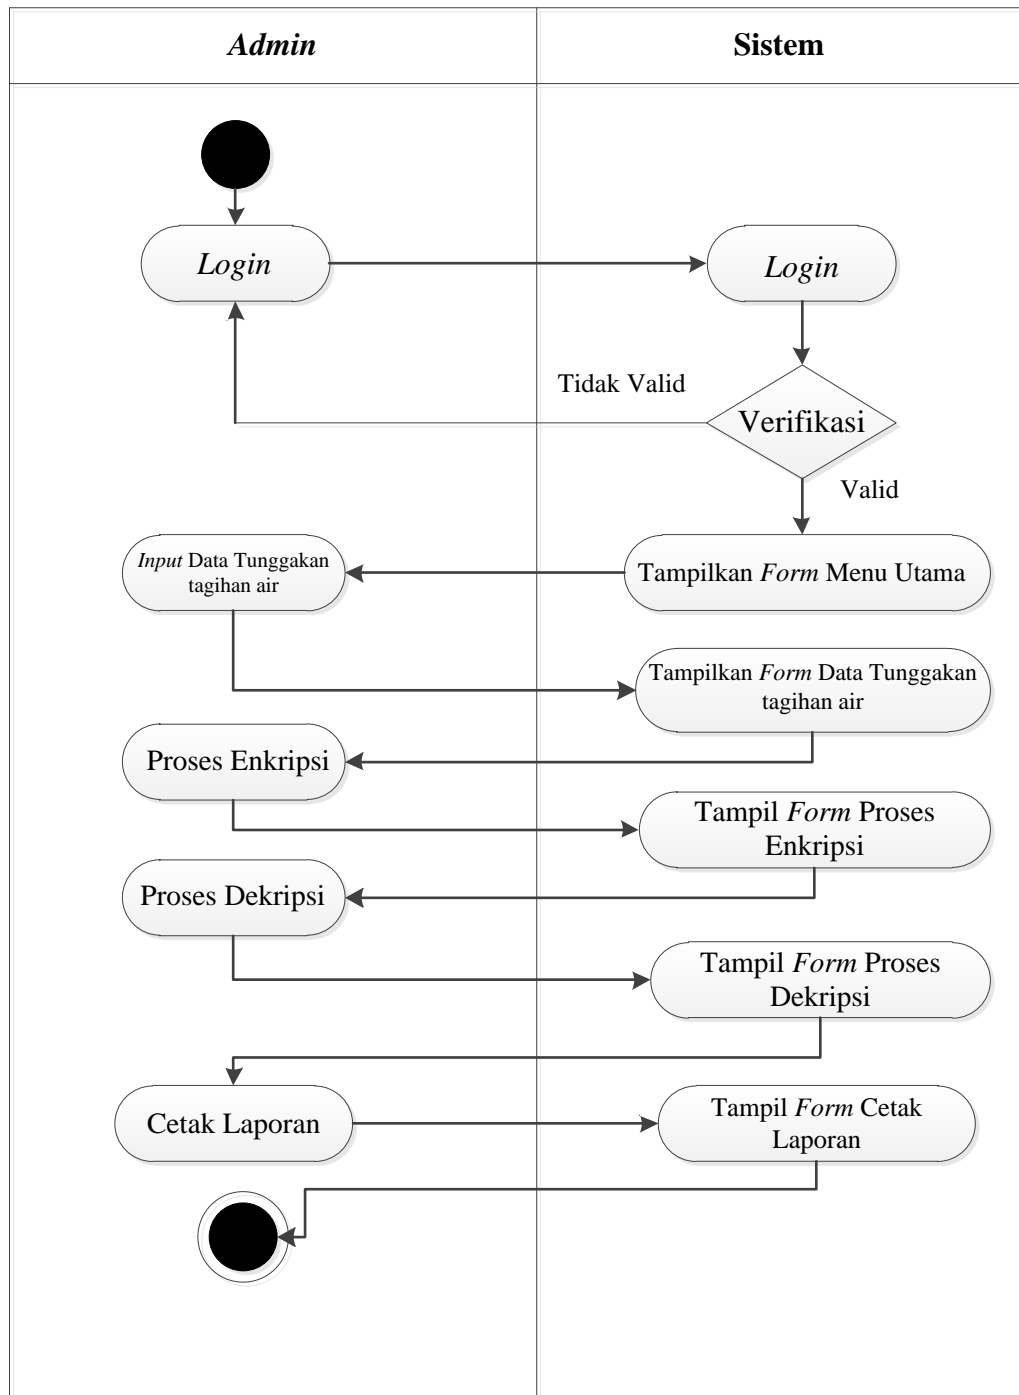 Admin
Sistem
Login
Login
Tidak Valid
Verifikasi
Valid
Input Data Tunggakan
tagihan air
Tampilkan Form Menu Utama
Tampilkan Form Data Tunggakan
tagihan air
Proses Enkripsi
Tampil Form Proses
Enkripsi
Proses Dekripsi
Tampil Form Proses
Dekripsi
Cetak Laporan
Tampil Form Cetak
Laporan